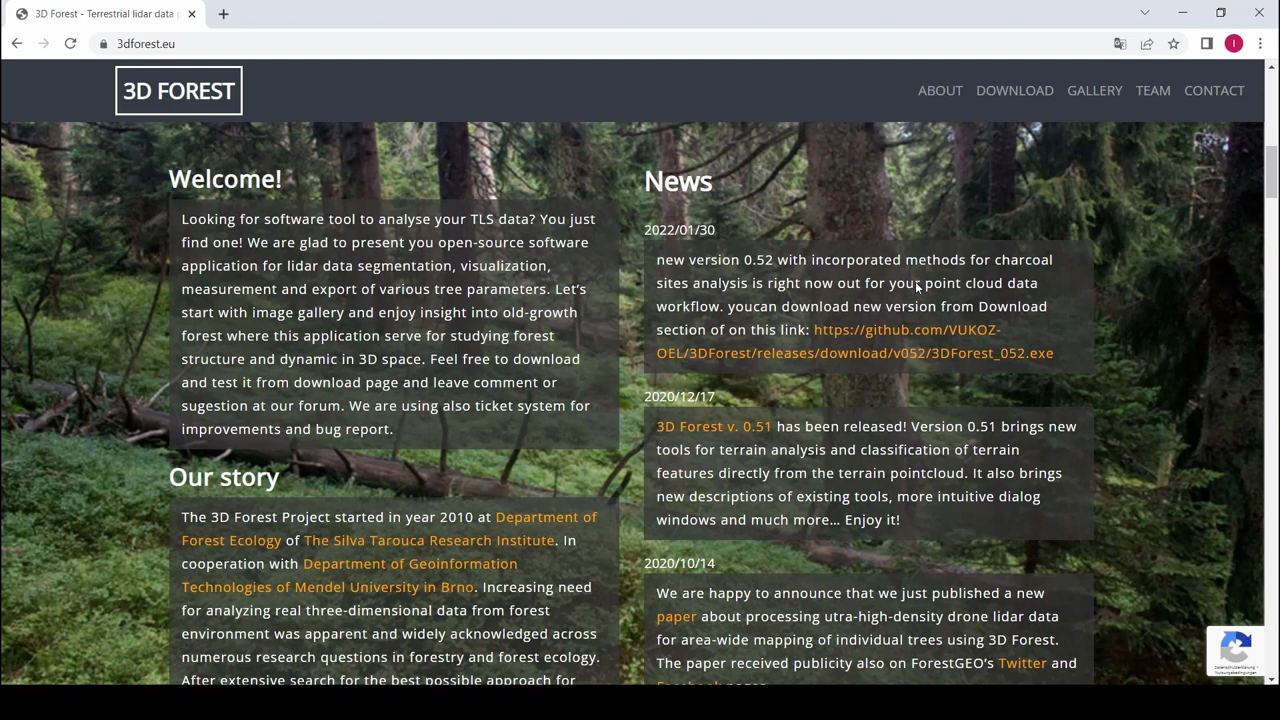 3D Forest - Terrestrial lidar data
3dforest.eu
I
3D FOREST
ABOUT DOWNLOAD GALLERY TEAM CONTACT
Welcome!
Looking for software tool to analyse your TLS data? You just
find one! We are glad to present you open-source software
application for lidar data segmentation, visualization,
measurement and export of various tree parameters. Let’s
start with image gallery and enjoy insight into old-growth
forest where this application serve for studying forest
structure and dynamic in 3D space. Feel free to download
and test it from download page and leave comment or
sugestion at our forum. We are using also ticket system for
improvements and bug report.
Our story
The 3D Forest Project started in year 2010 at Department of
Forest Ecology of The Silva Tarouca Research Institute. In
cooperation with Department of Geoinformation
Technologies of Mendel University in Brno. Increasing need
for analyzing real three-dimensional data from forest
environment was apparent and widely acknowledged across
numerous research questions in forestry and forest ecology.
After extensive search for the best possible approach for
News
2022/01/30
new version 0.52 with incorporated methods for charcoal
sites analysis is right now out for your point cloud data
workflow. youcan download new version from Download
section of on this link: https://github.com/VUKOZ-
OEL/3DForest/releases/download/v052/3DForest_052.exe
2020/12/17
3D Forest v. 0.51 has been released! Version 0.51 brings new
tools for terrain analysis and classification of terrain
features directly from the terrain pointcloud. It also brings
new descriptions of existing tools, more intuitive dialog
windows and much more… Enjoy it!
2020/10/14
We are happy to announce that we just published a new
paper about processing utra-high-density drone lidar data
for area-wide mapping of individual trees using 3D Forest.
The paper received publicity also on ForestGEO’s Twitter and